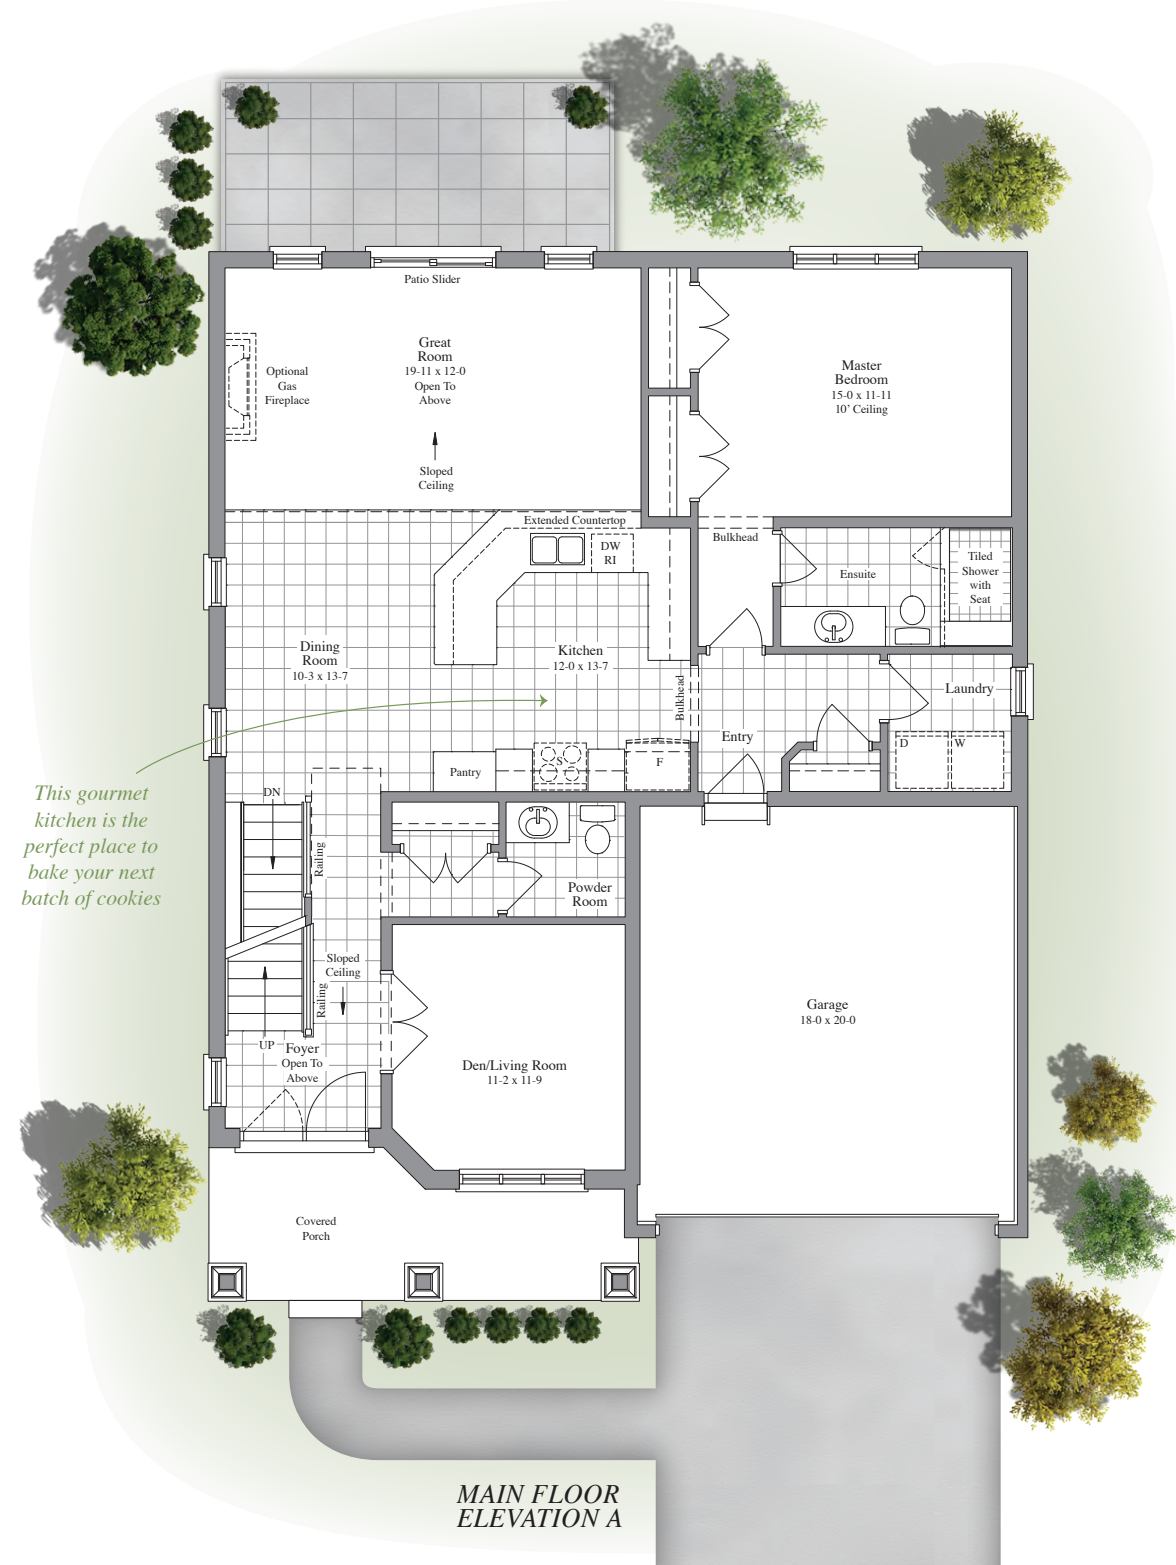 Patio Slider
Great
Room
19-11 x 12-0
Open To
Above
Optional
Gas
Fireplace
Sloped
Ceiling
Master
Bedroom
15-0 x 11-11
10' Ceiling
Extended Countertop
DW
RI
Bulkhead
Ensuite
Tiled
Shower
with
Seat
Dining
Room
10-3 x 13-7
Kitchen
12-0 x 13-7
Bulkhead
Laundry
Entry
D
W
Pantry
S
F
This gourmet
kitchen is the
perfect place to
bake your next
batch of cookies
DN
Railing
Powder
Room
Sloped
Ceiling
Railing
UP
Foyer
Open To
Above
Den/Living Room
11-2 x 11-9
Garage
18-0 x 20-0
Covered
Porch
MAIN FLOOR
ELEVATION A